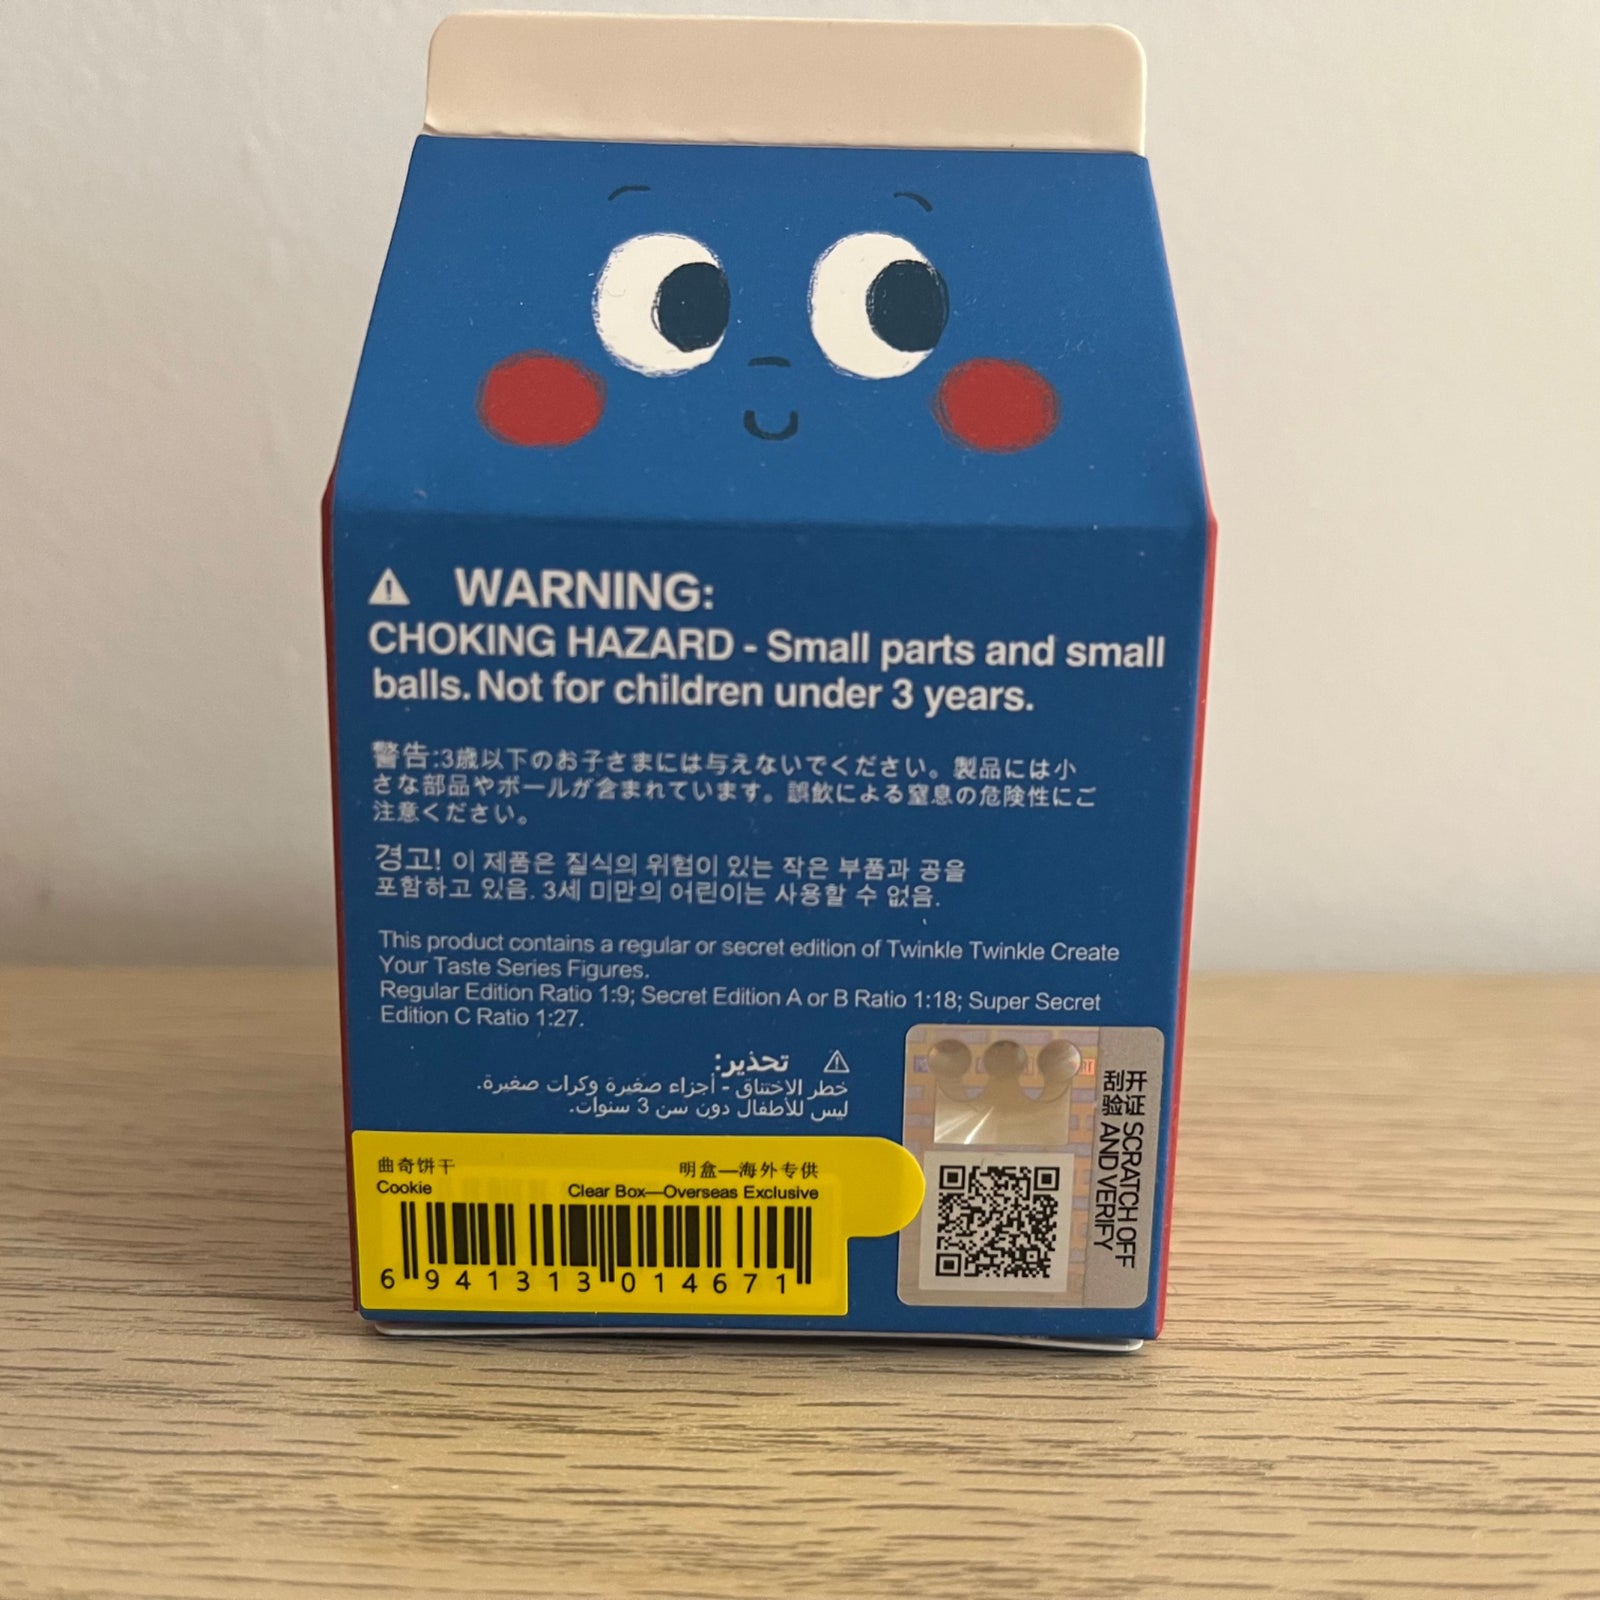 WARNING:
CHOKING HAZARD - Small parts and small
balls. Not for children under 3 years.
警告:3歳以下のお子さまには与えないでください。製品には小
さな部品やボールが含まれています。誤飲による窒息の危険性にご
注意ください。
경고! 이 제품은 질식의 위험이 있는 작은 부품과 공을
포함하고 있음. 3세 미만의 어린이는 사용할 수 없음.
This product contains a regular or secret edition of Twinkle Twinkle Create
Your Taste Series Figures.
Regular Edition Ratio 1:9; Secret Edition A or B Ratio 1:18; Super Secret
Edition C Ratio 1:27.
تحذير:
خطر الاختناق - أجزاء صغيرة وكرات صغيرة.
ليس للأطفال دون سن 3 سنوات.
曲奇饼干
Cookie
明盒—海外专供
Clear Box—Overseas Exclusive
6 941313 014671
刮开
验证
SCRATCH OFF
AND VERIFY